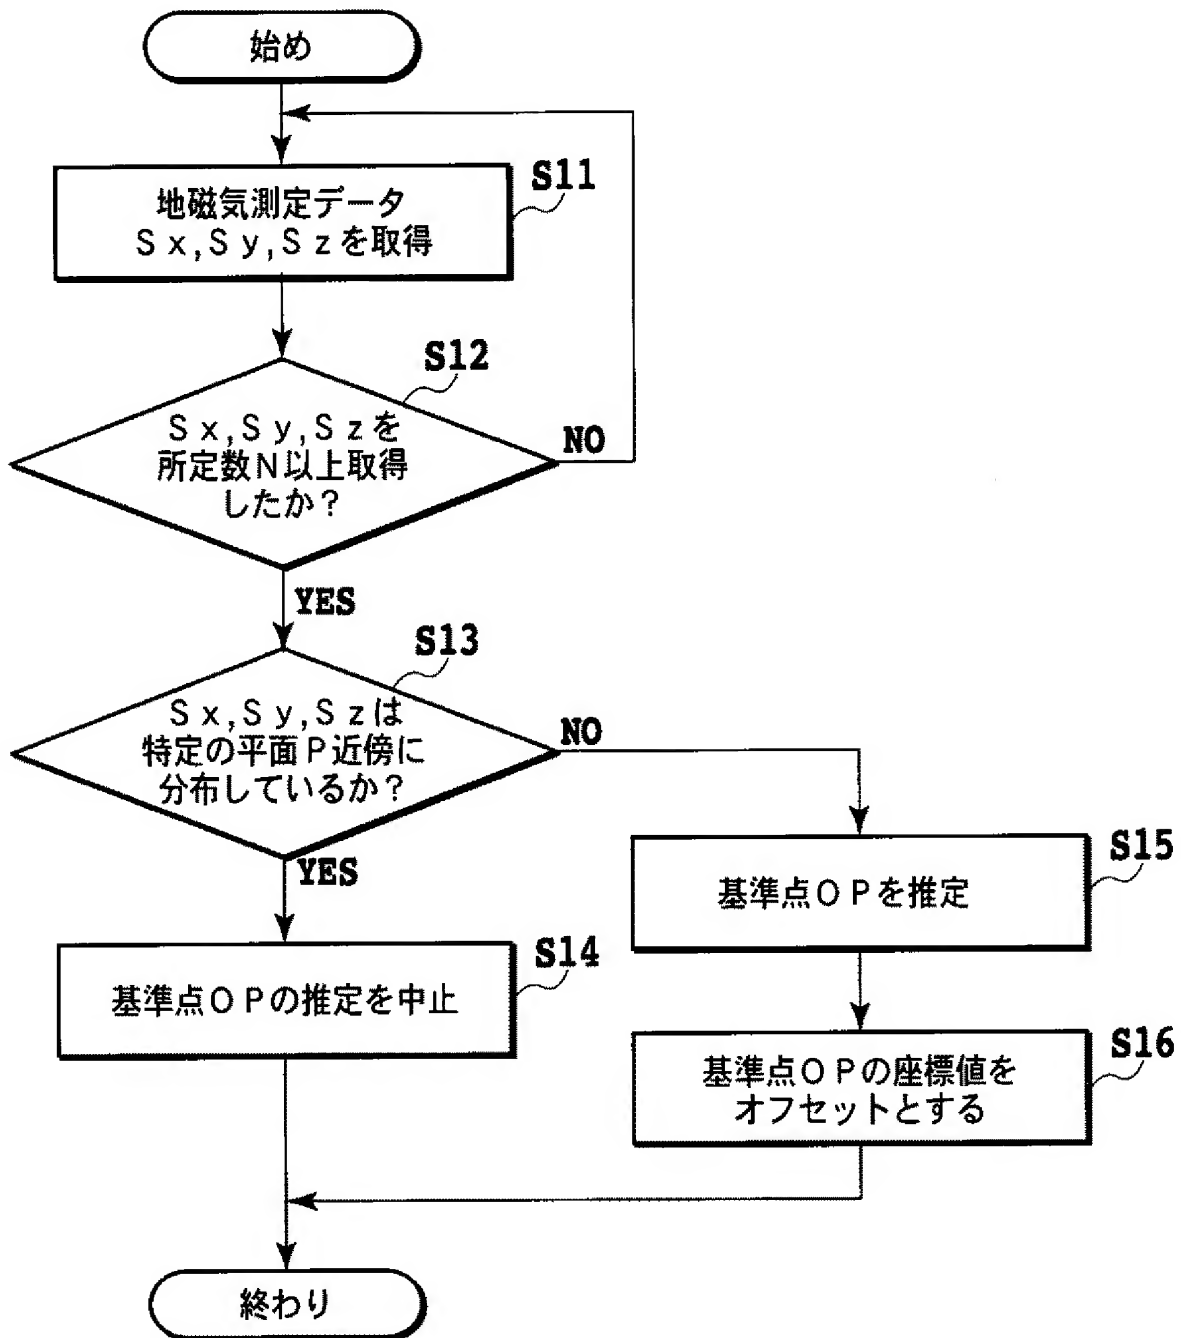 始め
地磁気測定データ
Ｓｘ,Ｓｙ,Ｓｚを取得
S11
Ｓｘ,Ｓｙ,Ｓｚを
所定数Ｎ以上取得
したか？
S12
NO
YES
Ｓｘ,Ｓｙ,Ｓｚは
特定の平面Ｐ近傍に
分布しているか？
S13
NO
YES
基準点ＯＰの推定を中止
S14
基準点ＯＰを推定
S15
基準点ＯＰの座標値を
オフセットとする
S16
終わり